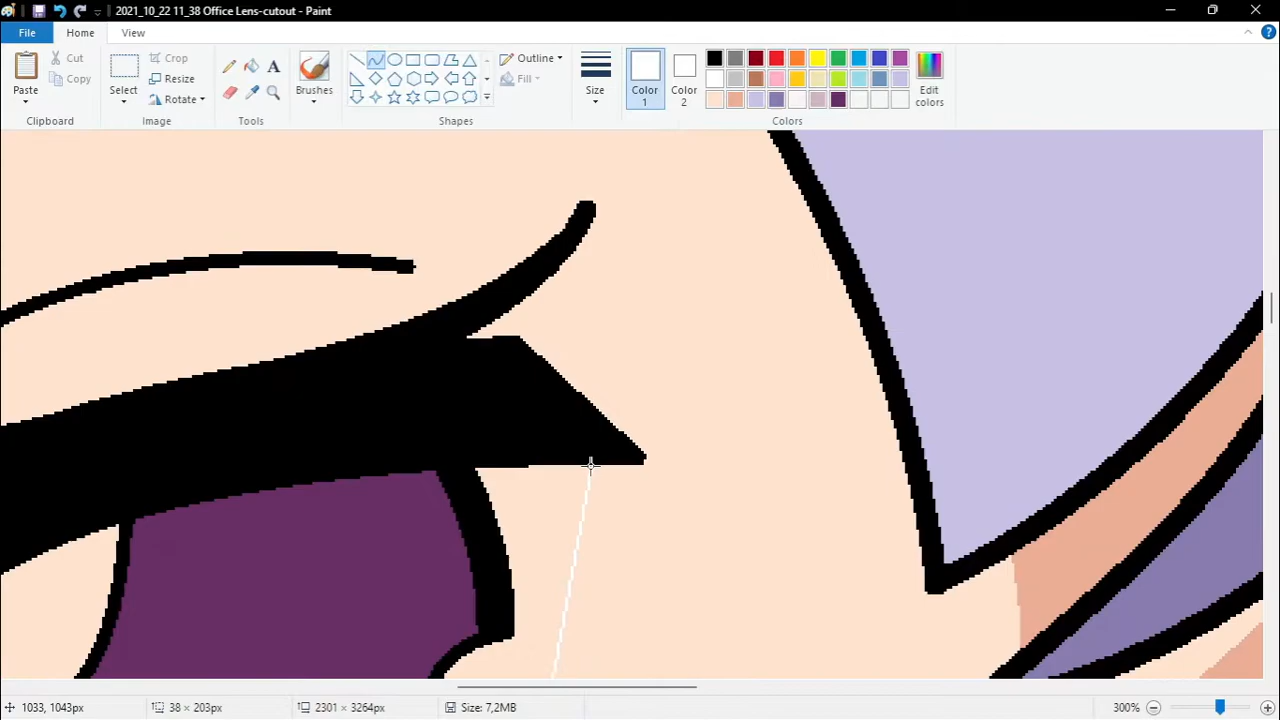 2021_10_22 11_38 Office Lens-cutout - Paint
File
Home
View
Paste
Cut
Copy
Clipboard
Select
Crop
Resize
Rotate
Image
A
Tools
Brushes
Shapes
Outline
Fill
Size
Color 1
Color 2
Edit colors
Colors
1033, 1043px
38 × 203px
2301 × 3264px
Size: 7,2MB
300%